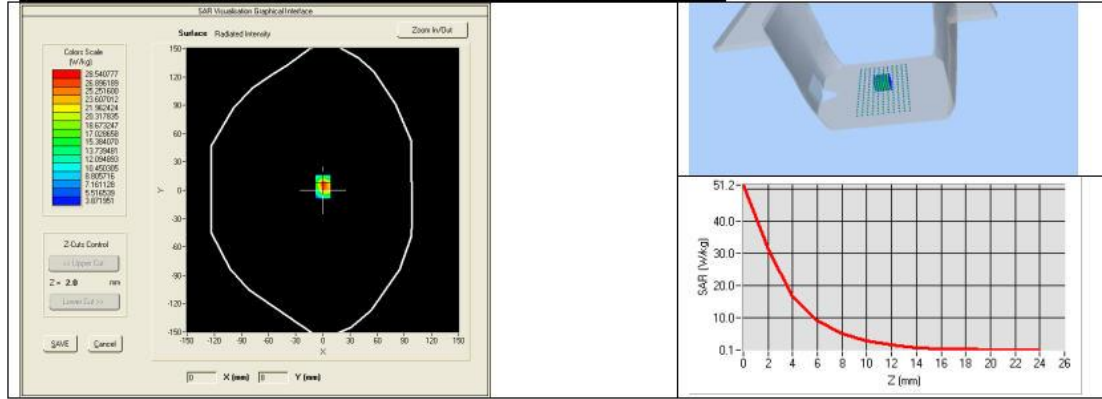 SAR Visualisation Graphical Interface
Surface Radiated Intensity
Zoom In/Out
Colors Scale
(W/kg)
28.540777
26.896189
25.251600
23.607012
21.962424
20.317835
18.673247
17.028658
15.384070
13.739481
12.094893
10.450305
8.805716
7.161128
5.516539
3.871951
Z-Cuts Control
<< Upper Cut
Z = 2.0 mm
Lower Cut >>
SAVE Cancel
150-
120-
90-
60-
30-
0-
-30-
-60-
-90-
-120-
-150-
Y
-150 -120 -90 -60 -30 0 30 60 90 120 150
X
0 X (mm) 0 Y (mm)
51.2-
40.0-
30.0-
20.0-
10.0-
0.1-
SAR (W/kg)
0 2 4 6 8 10 12 14 16 18 20 22 24 26
Z (mm)